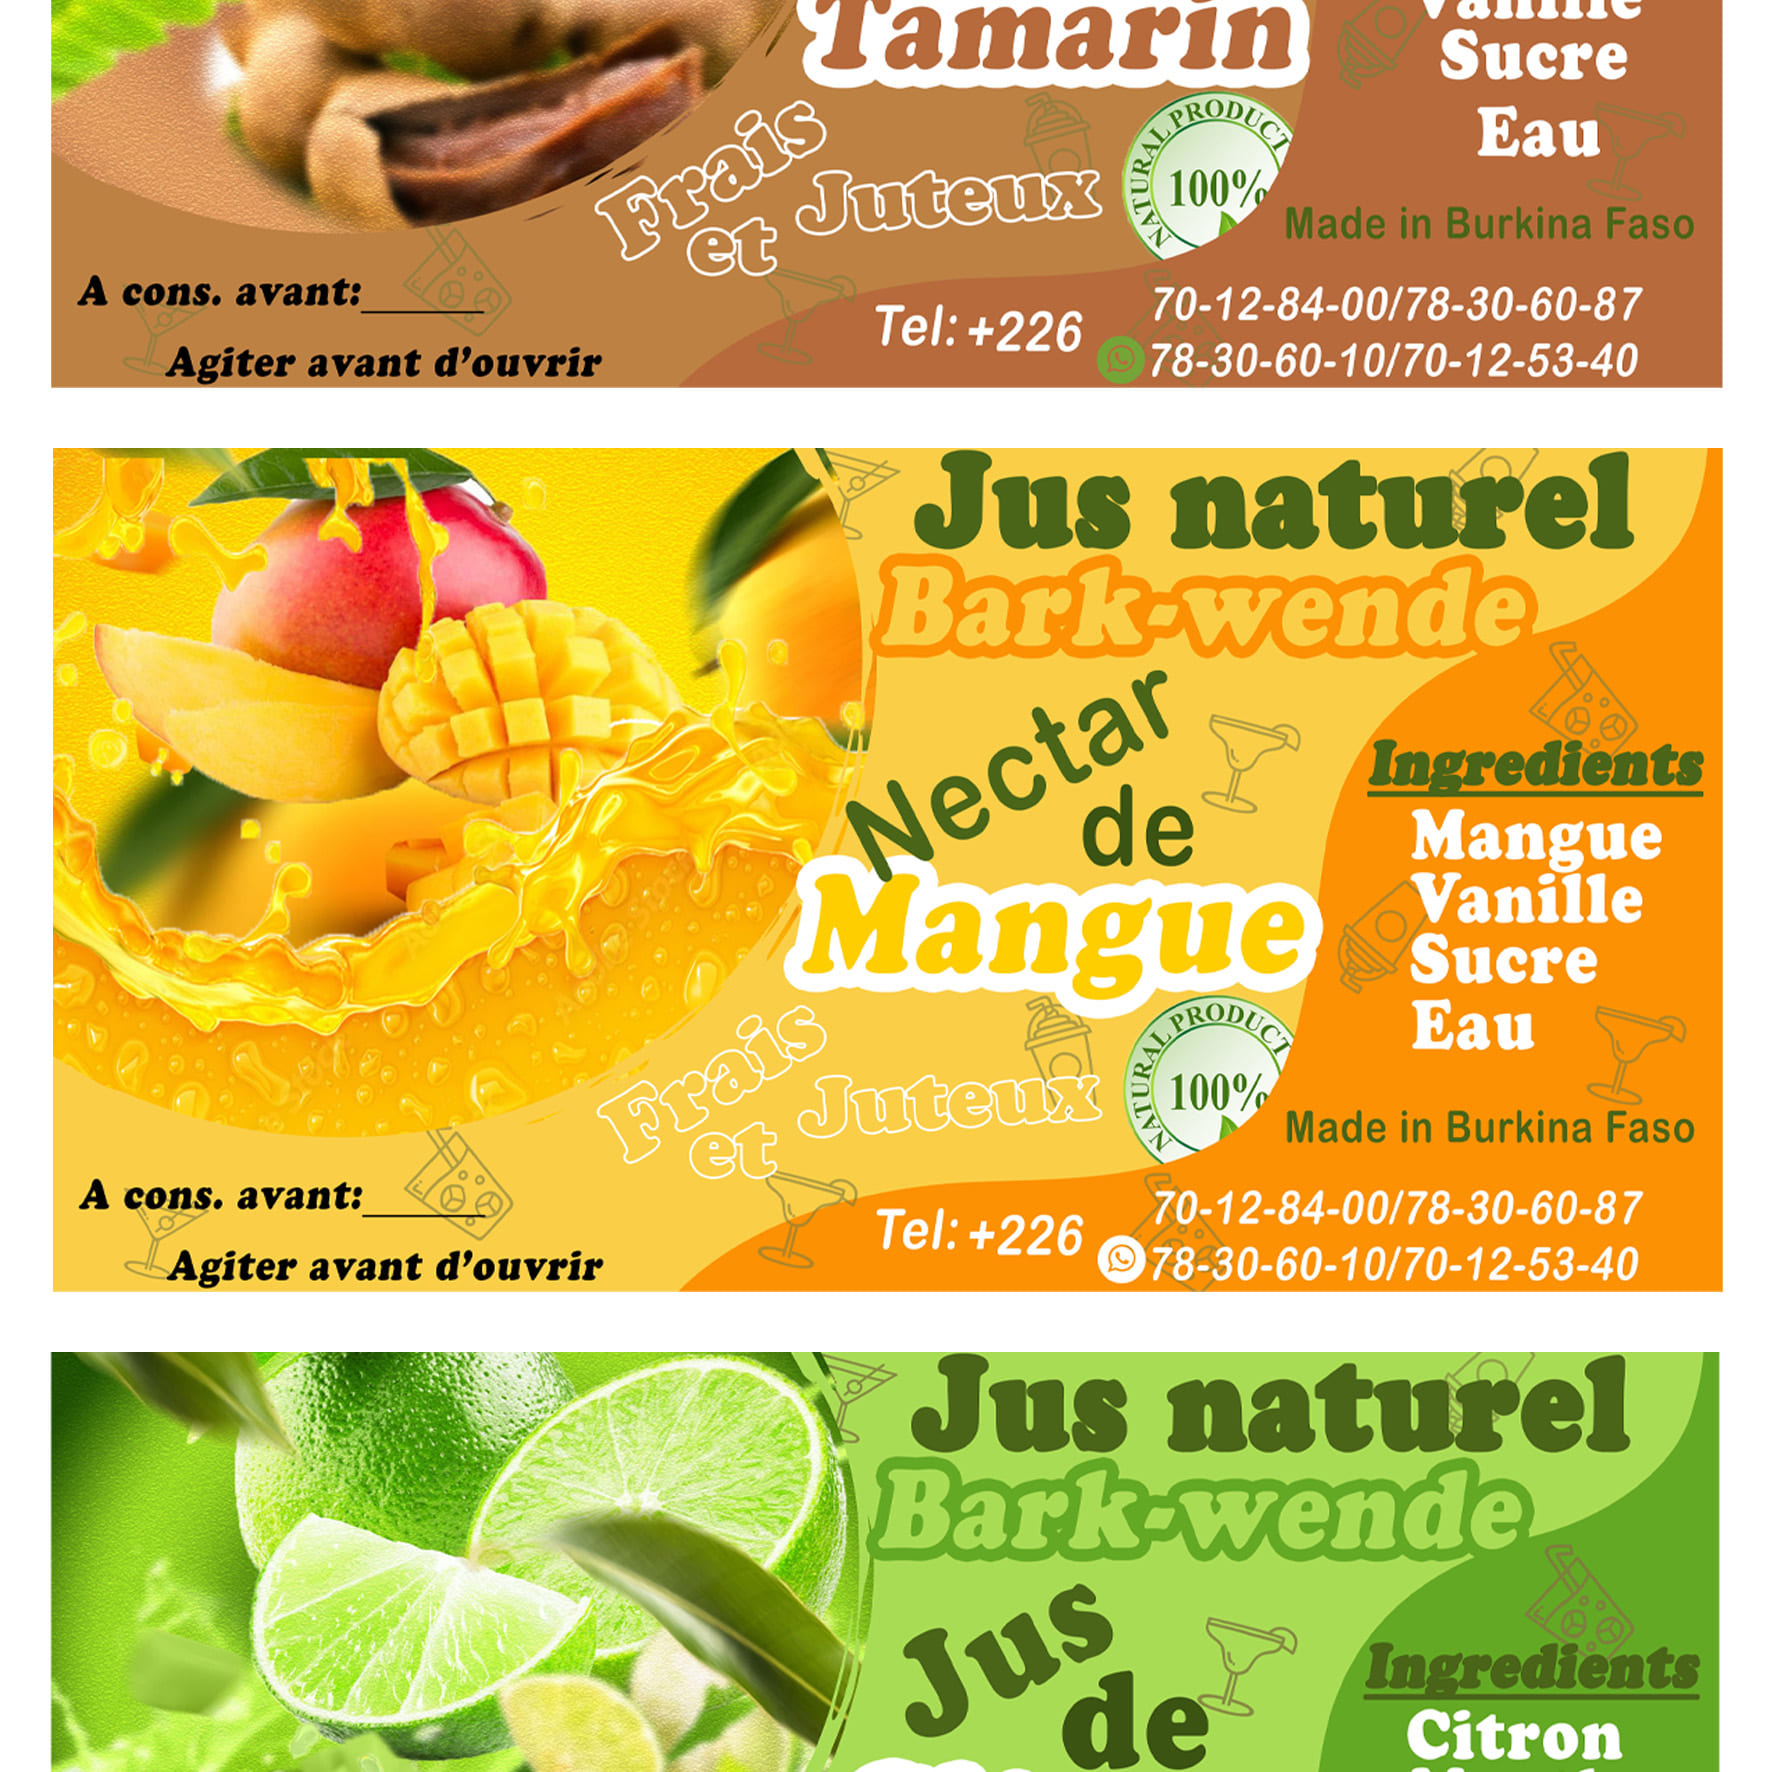 Tamarin
Vanille
Sucre
Eau
Frais
et Juteux
NATURAL PRODUCT
100%
Made in Burkina Faso
A cons. avant:______
Agiter avant d'ouvrir
Tel: +226
70-12-84-00/78-30-60-87
78-30-60-10/70-12-53-40
Jus naturel
Bark-wende
Nectar
de
Mangue
Ingredients
Mangue
Vanille
Sucre
Eau
Frais
et Juteux
NATURAL PRODUCT
100%
Made in Burkina Faso
A cons. avant:______
Agiter avant d'ouvrir
Tel: +226
70-12-84-00/78-30-60-87
78-30-60-10/70-12-53-40
Jus naturel
Bark-wende
Jus
de
Ingredients
Citron